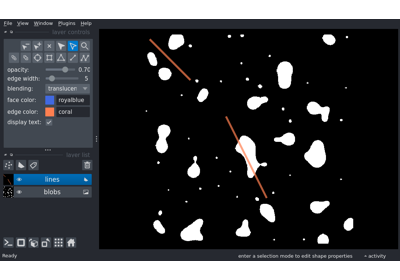 File View Window Plugins Help
layer controls
opacity: 0.70
edge width: 5
blending: translucen
face color: royalblue
edge color: coral
display text:
layer list
lines
blobs
Ready enter a selection mode to edit shape properties activity